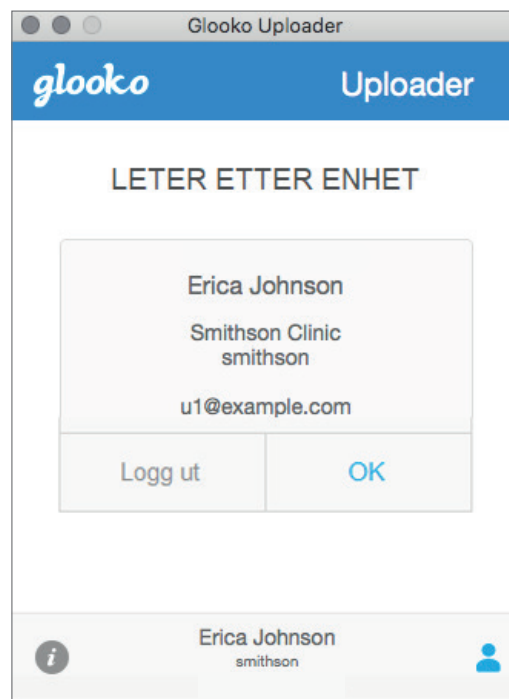 Glooko Uploader
glooko
Uploader
LETER ETTER ENHET
Erica Johnson
Smithson Clinic
smithson
u1@example.com
Logg ut
OK
i
Erica Johnson
smithson